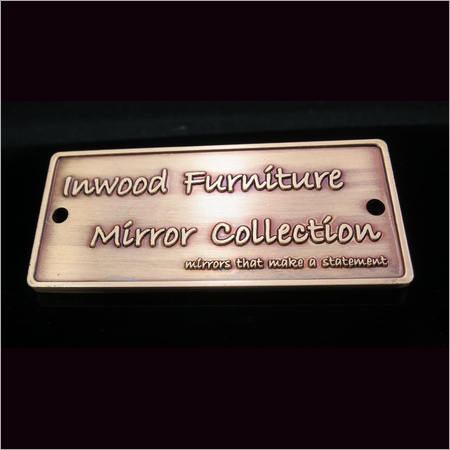 Inwood Furniture
Mirror Collection
mirrors that make a statement